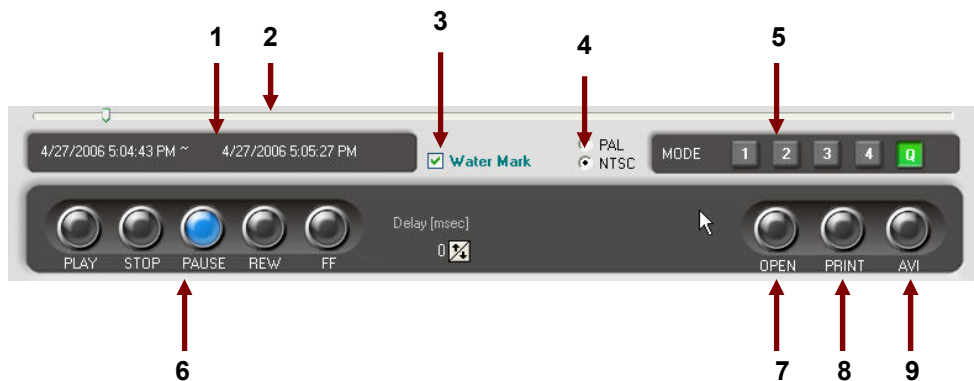 1 2 3 4 5
4/27/2006 5:04:43 PM ~ 4/27/2006 5:05:27 PM
Water Mark
PAL
NTSC
MODE 1 2 3 4 Q
Delay [msec]
0
PLAY STOP PAUSE REW FF
OPEN PRINT AVI
6 7 8 9